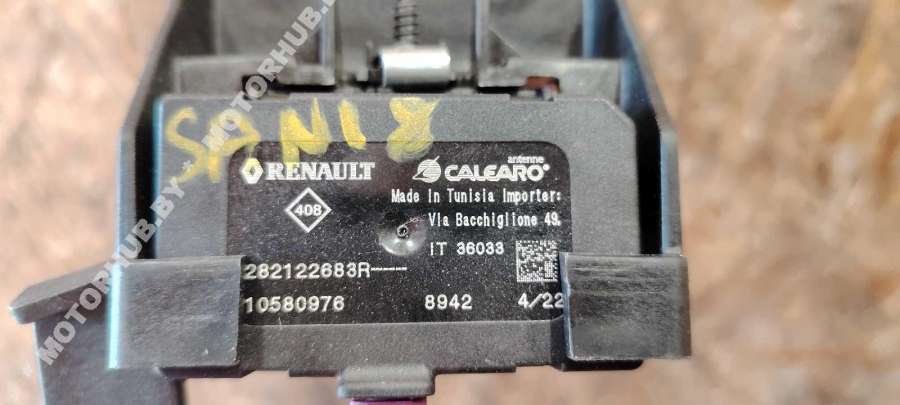 SAN18
RENAULT
antenne
CALEARO®
408
Made in Tunisia Importer:
Via Bacchiglione 49.
IT 36033
282122683R----
10580976 8942 4/22
MOTORHUB.BY MOTORHUB.BY